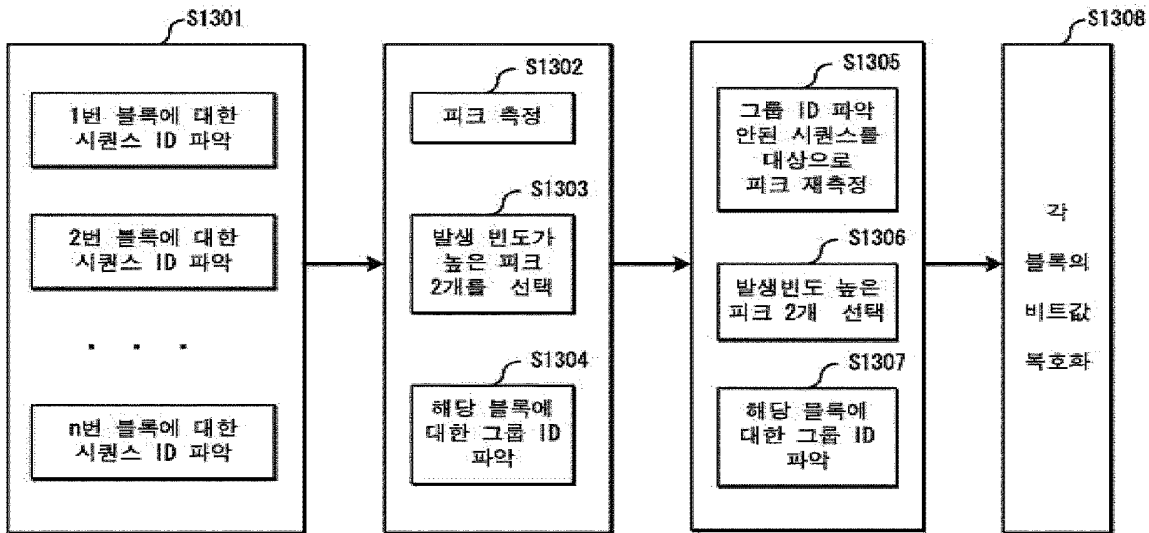 S1301
1번 블록에 대한
시퀀스 ID 파악
2번 블록에 대한
시퀀스 ID 파악
. . .
n번 블록에 대한
시퀀스 ID 파악
S1302
피크 측정
S1303
발생 빈도가
높은 피크
2개를 선택
S1304
해당 블록에
대한 그룹 ID
파악
S1305
그룹 ID 파악
안된 시퀀스를
대상으로
피크 재측정
S1306
발생빈도 높은
피크 2개 선택
S1307
해당 블록에
대한 그룹 ID
파악
S1308
각
블록의
비트값
복호화